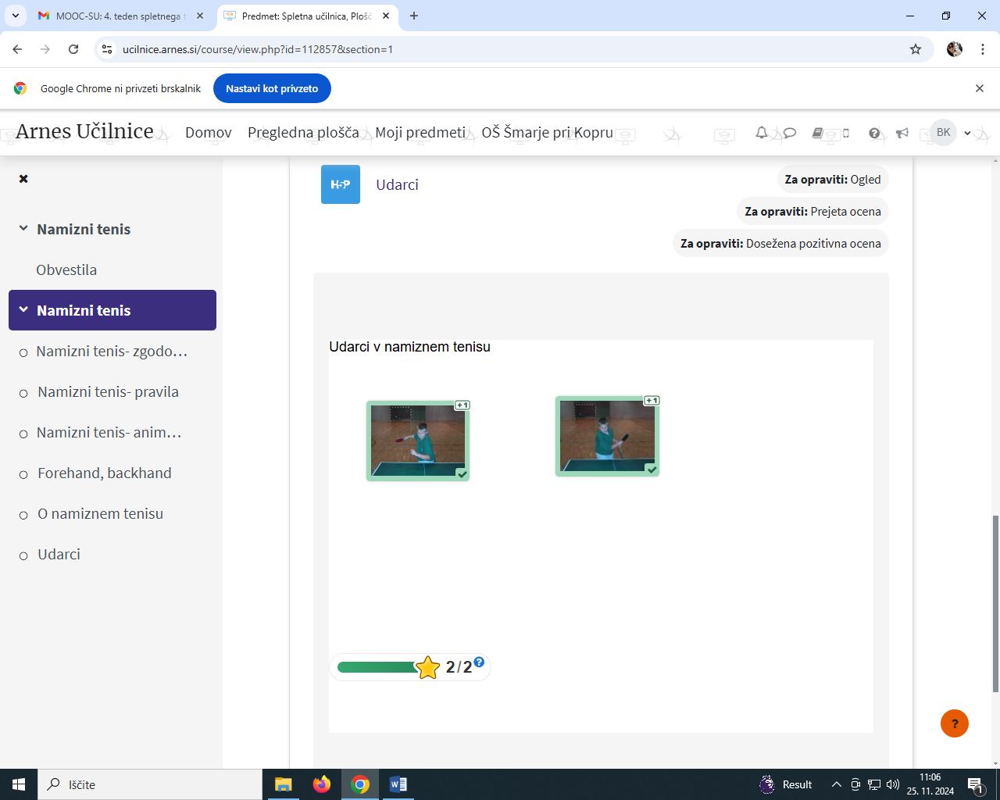 MOOC-SU: 4. teden spletnega t
Predmet: Spletna učilnica, Plošč
ucilnice.arnes.si/course/view.php?id=112857&section=1
Google Chrome ni privzeti brskalnik
Nastavi kot privzeto
Arnes Učilnice
Domov
Pregledna plošča
Moji predmeti
OŠ Šmarje pri Kopru
BK
Namizni tenis
Obvestila
Namizni tenis
Namizni tenis- zgodo...
Namizni tenis- pravila
Namizni tenis- anim...
Forehand, backhand
O namiznem tenisu
Udarci
H5P
Udarci
Za opraviti: Ogled
Za opraviti: Prejeta ocena
Za opraviti: Dosežena pozitivna ocena
Udarci v namiznem tenisu
+1
+1
2/2
?
?
Iščite
Result
11:06
25. 11. 2024
1